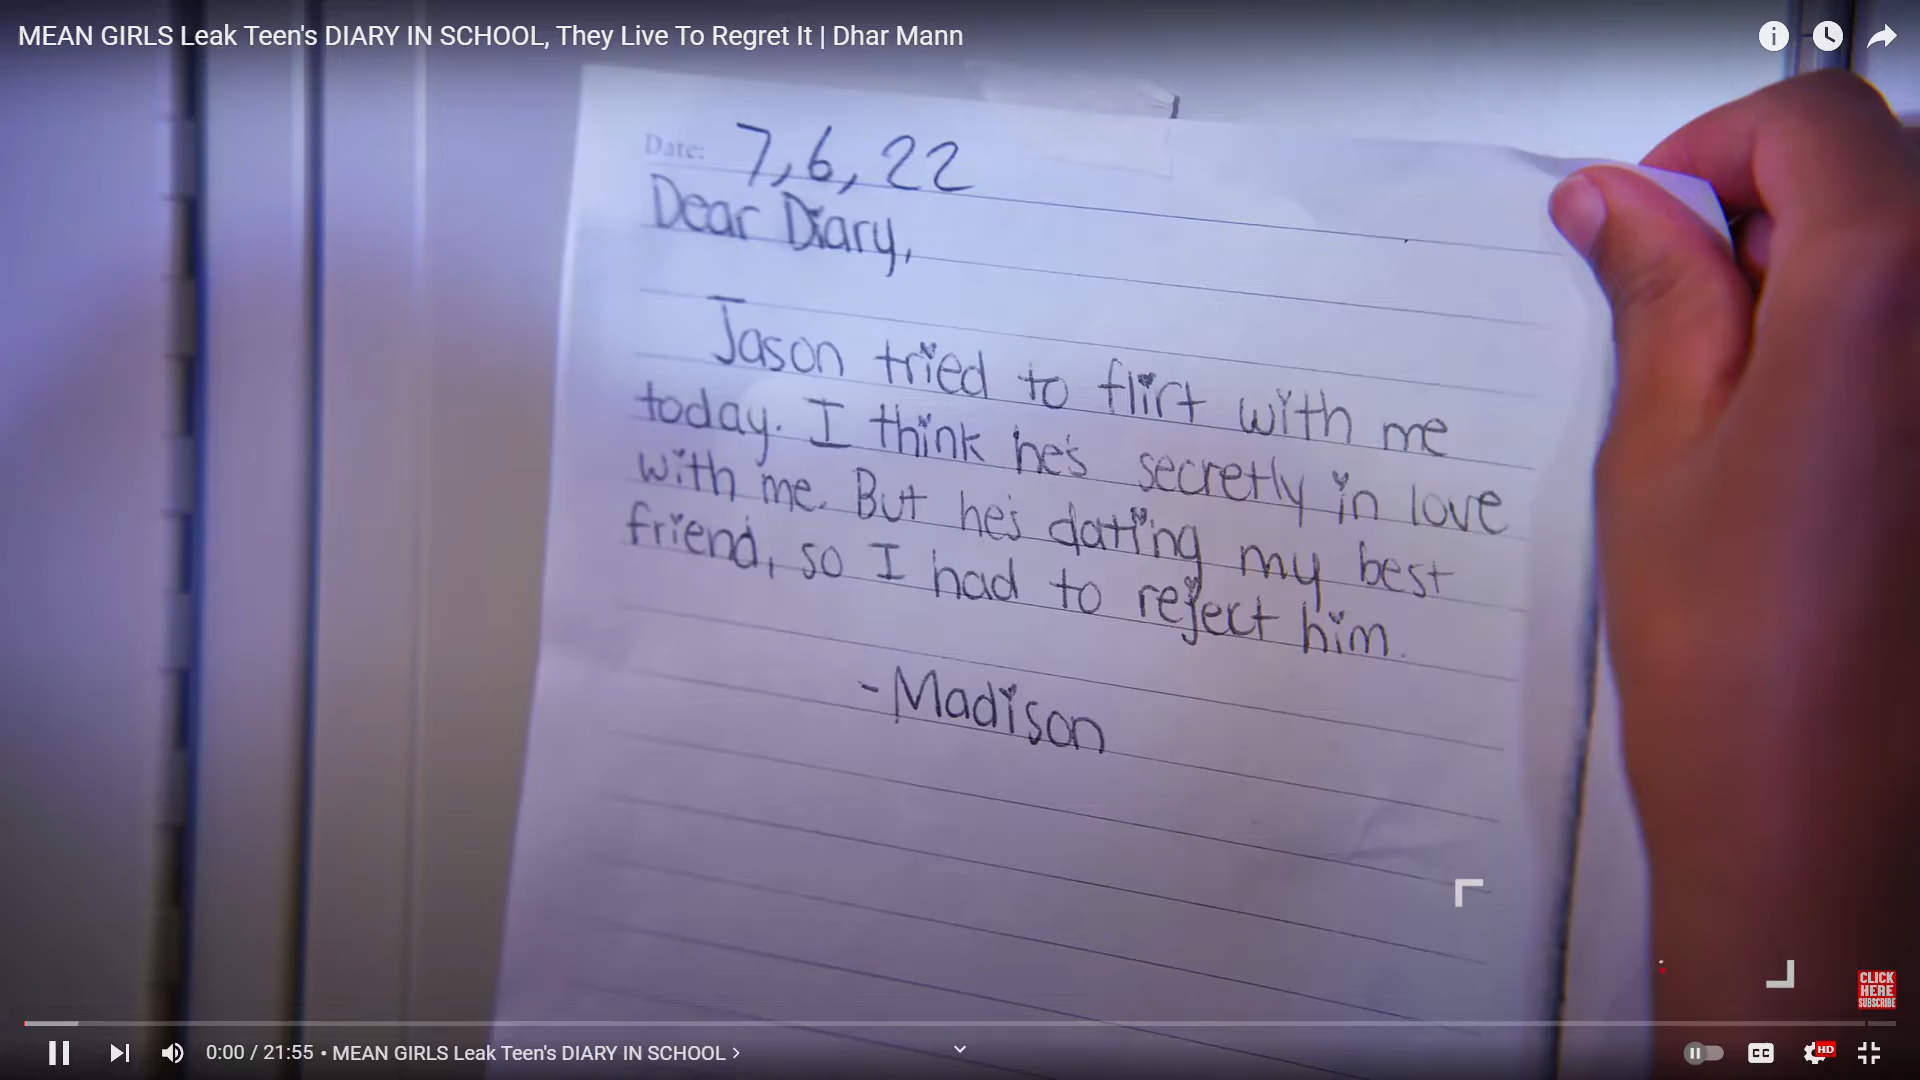 MEAN GIRLS Leak Teen's DIARY IN SCHOOL, They Live To Regret It | Dhar Mann
Date: 7,6,22
Dear Diary,
Jason tried to flirt with me
today. I think he's secretly in love
with me. But he's dating my best
friend, so I had to reject him.
-Madison
CLICK
HERE
SUBSCRIBE
0:00 / 21:55 • MEAN GIRLS Leak Teen's DIARY IN SCHOOL >
CC
HD